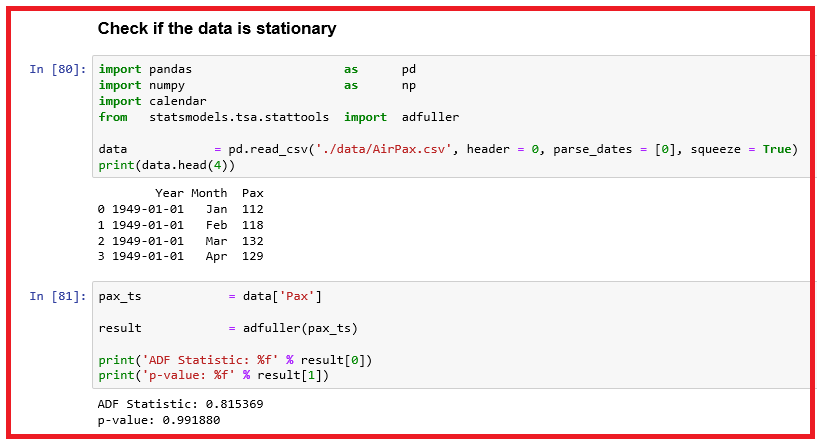 Check if the data is stationary
In [80]: import pandas as pd
import numpy as np
import calendar
from statsmodels.tsa.stattools import adfuller
data = pd.read_csv('./data/AirPax.csv', header = 0, parse_dates = [0], squeeze = True)
print(data.head(4))
Year Month Pax
0 1949-01-01 Jan 112
1 1949-01-01 Feb 118
2 1949-01-01 Mar 132
3 1949-01-01 Apr 129
In [81]: pax_ts = data['Pax']
result = adfuller(pax_ts)
print('ADF Statistic: %f' % result[0])
print('p-value: %f' % result[1])
ADF Statistic: 0.815369
p-value: 0.991880